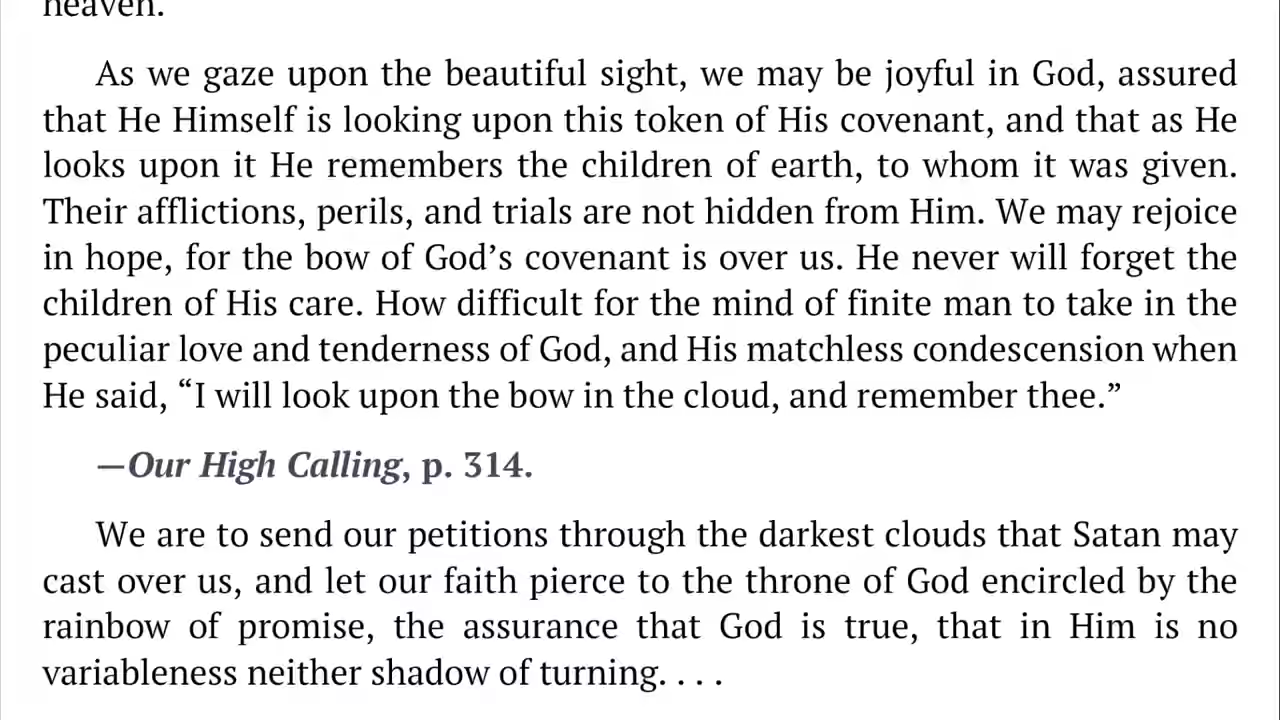 heaven.
As we gaze upon the beautiful sight, we may be joyful in God, assured
that He Himself is looking upon this token of His covenant, and that as He
looks upon it He remembers the children of earth, to whom it was given.
Their afflictions, perils, and trials are not hidden from Him. We may rejoice
in hope, for the bow of God’s covenant is over us. He never will forget the
children of His care. How difficult for the mind of finite man to take in the
peculiar love and tenderness of God, and His matchless condescension when
He said, “I will look upon the bow in the cloud, and remember thee.”
—Our High Calling, p. 314.
We are to send our petitions through the darkest clouds that Satan may
cast over us, and let our faith pierce to the throne of God encircled by the
rainbow of promise, the assurance that God is true, that in Him is no
variableness neither shadow of turning. . . .